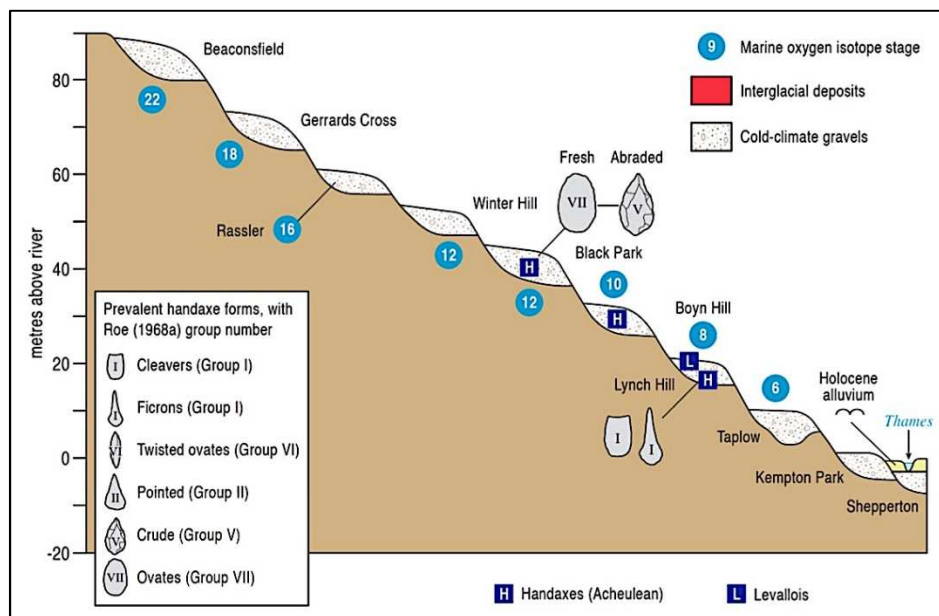 Beaconsfield
9 Marine oxygen isotope stage
80
22
Interglacial deposits
Gerrards Cross
Cold-climate gravels
18
Fresh Abraded
60
VII V
Winter Hill
Rassler 16
12
Black Park
metres above river
40
H
10
12
H
Boyn Hill
8
Prevalent handaxe forms, with
Roe (1968a) group number
I Cleavers (Group I)
I Ficrons (Group I)
VI Twisted ovates (Group VI)
II Pointed (Group II)
V Crude (Group V)
VII Ovates (Group VII)
20
L
H
Lynch Hill
I I
6
Holocene
alluvium
Thames
Taplow
0
Kempton Park
Shepperton
-20
H Handaxes (Acheulean)
L Levallois